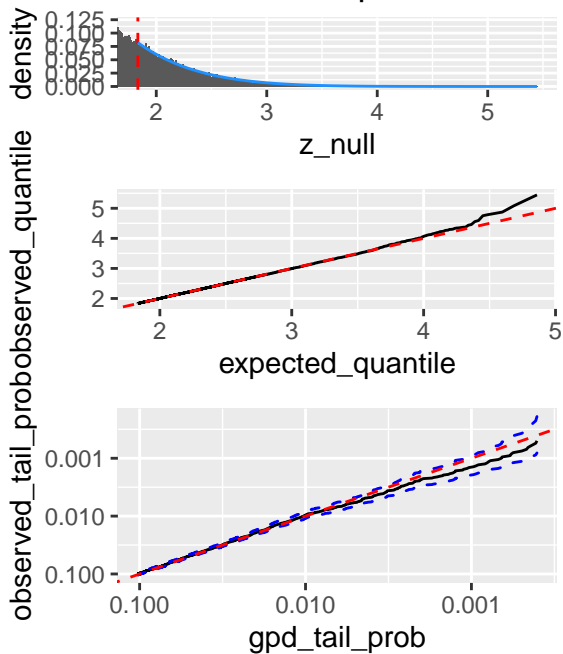 density
0.125
0.100
0.075
0.050
0.025
0.000
2 3 4 5
z_null
observed_quantile
5
4
3
2
2 3 4 5
expected_quantile
observed_tail_prob
0.001
0.010
0.100
0.100 0.010 0.001
gpd_tail_prob